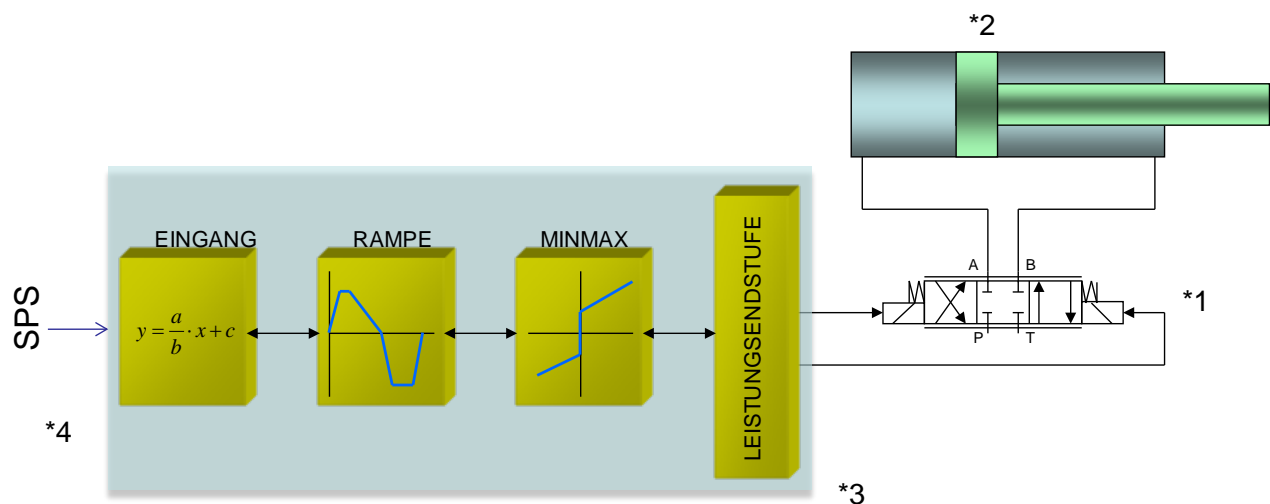 *2
EINGANG
RAMPE
MINMAX
LEISTUNGSENDSTUFE
A
B
*1
P
T
SPS
y = a/b · x + c
*4
*3